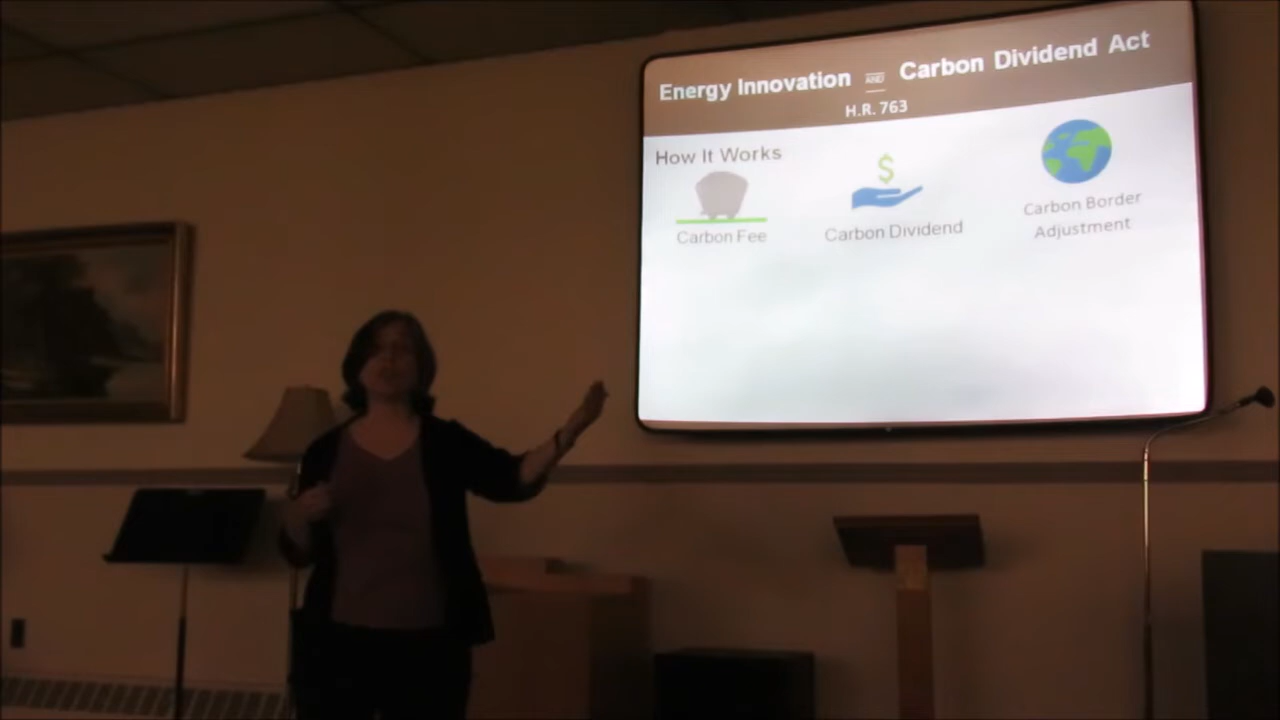 Energy Innovation AND Carbon Dividend Act
H.R. 763
How It Works
Carbon Fee
Carbon Dividend
Carbon Border
Adjustment